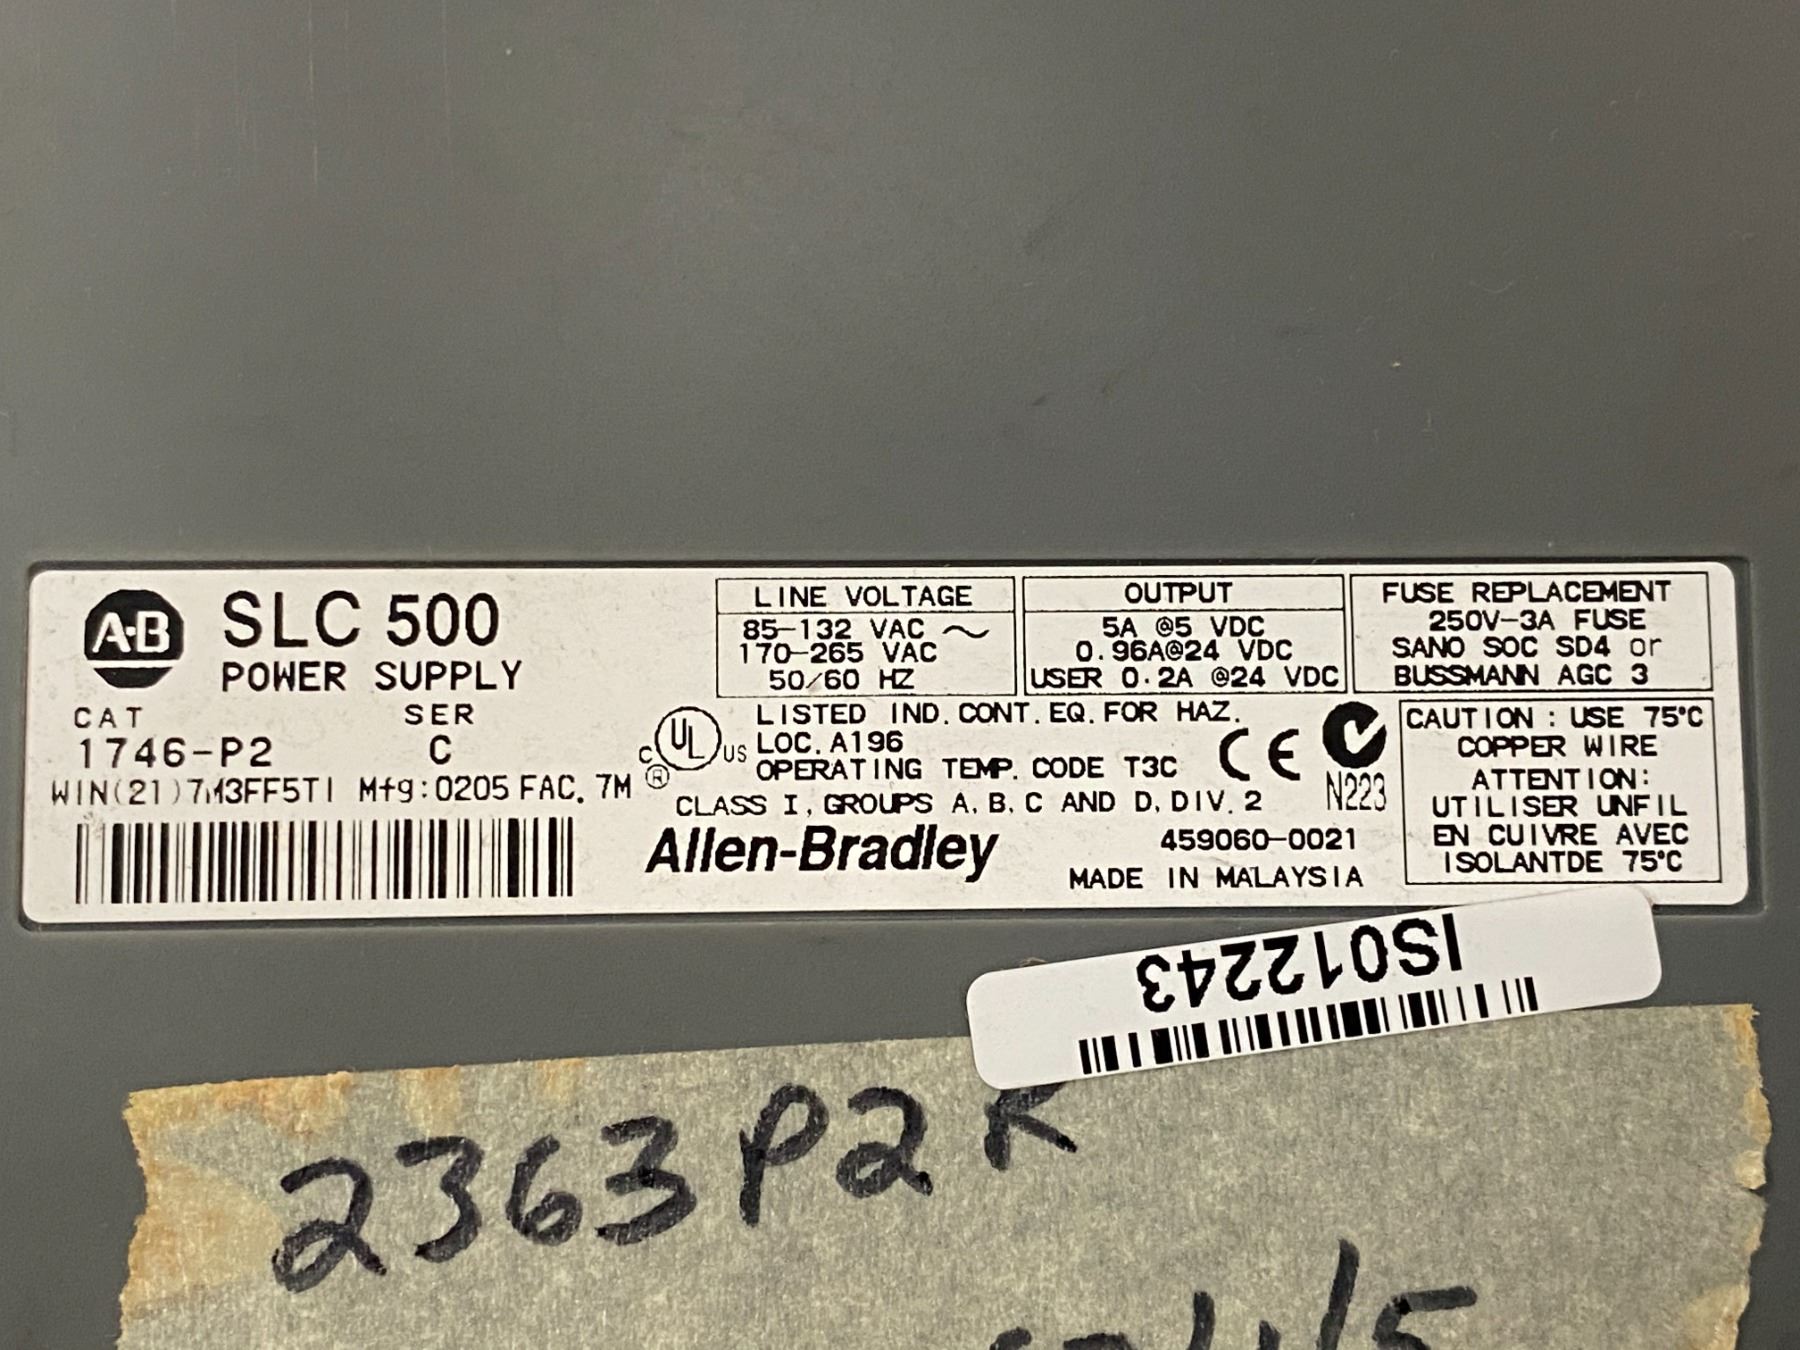 A·B
SLC 500
POWER SUPPLY
CAT SER
1746-P2 C
WIN(21)7M3FF5TI Mfg:0205 FAC. 7M
LINE VOLTAGE
85-132 VAC ~
170-265 VAC
50/60 HZ
OUTPUT
5A @5 VDC
0.96A@24 VDC
USER 0.2A @24 VDC
FUSE REPLACEMENT
250V-3A FUSE
SANO SOC SD4 or
BUSSMANN AGC 3
C UL US ®
LISTED IND. CONT. EQ. FOR HAZ.
LOC. A196
OPERATING TEMP. CODE T3C
CLASS I, GROUPS A, B, C AND D, DIV. 2
CE
N223
Allen-Bradley
459060-0021
MADE IN MALAYSIA
CAUTION : USE 75°C
COPPER WIRE
ATTENTION:
UTILISER UNFIL
EN CUIVRE AVEC
ISOLANTDE 75°C
IS012243
2363 P2 K